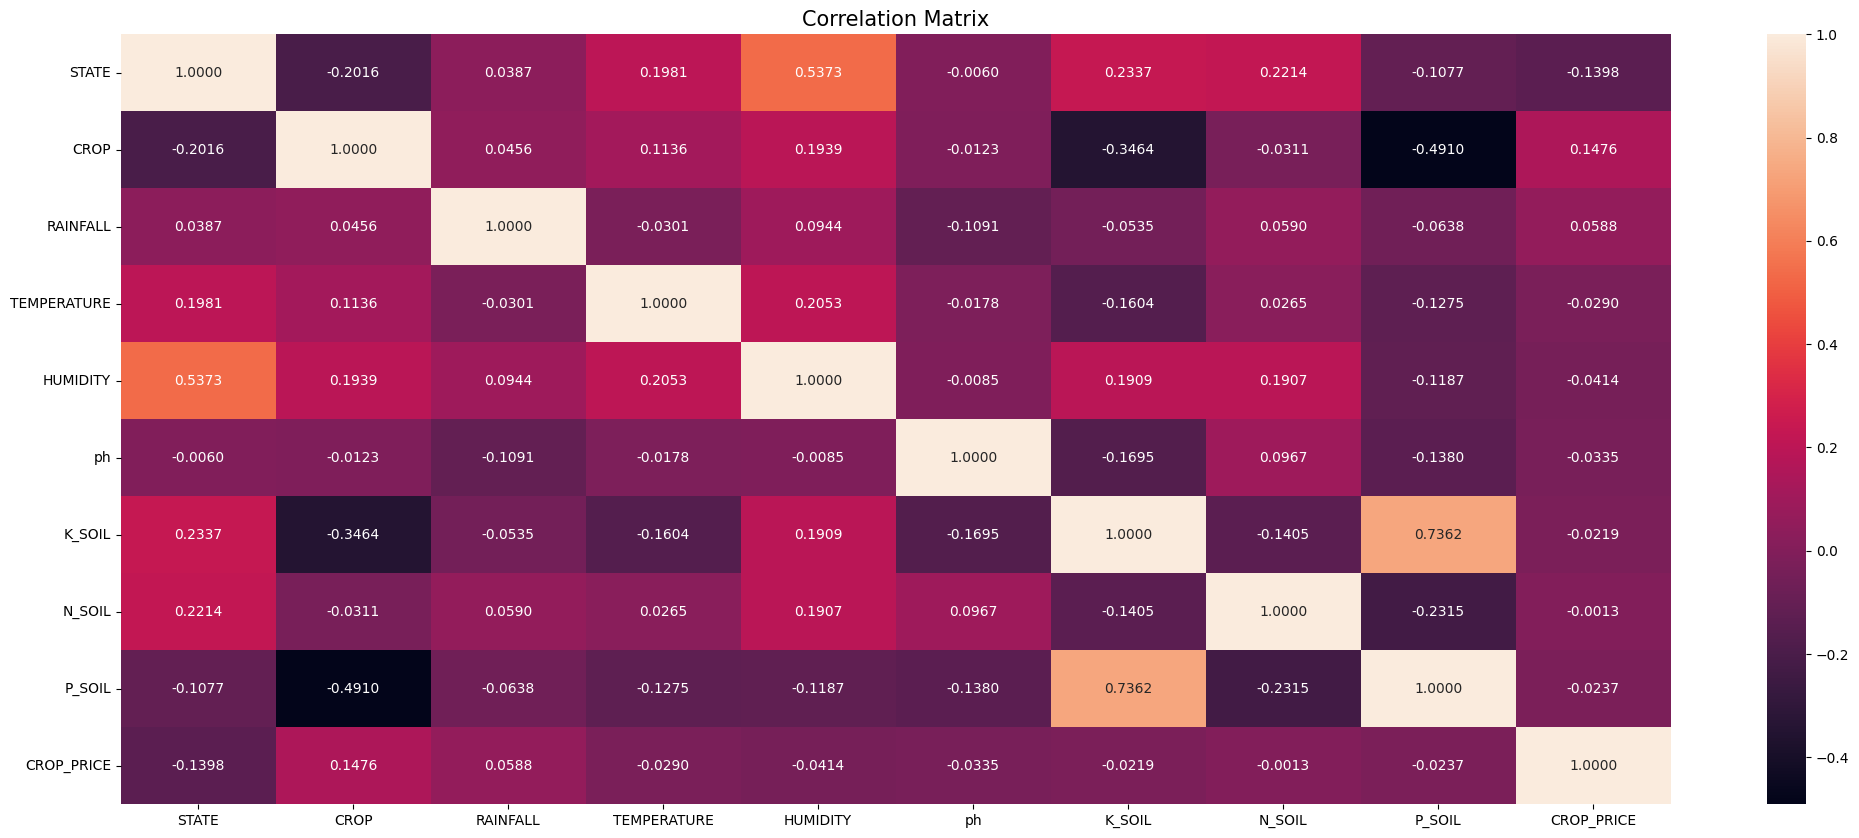 Correlation Matrix
STATE 1.0000 -0.2016 0.0387 0.1981 0.5373 -0.0060 0.2337 0.2214 -0.1077 -0.1398
CROP -0.2016 1.0000 0.0456 0.1136 0.1939 -0.0123 -0.3464 -0.0311 -0.4910 0.1476
RAINFALL 0.0387 0.0456 1.0000 -0.0301 0.0944 -0.1091 -0.0535 0.0590 -0.0638 0.0588
TEMPERATURE 0.1981 0.1136 -0.0301 1.0000 0.2053 -0.0178 -0.1604 0.0265 -0.1275 -0.0290
HUMIDITY 0.5373 0.1939 0.0944 0.2053 1.0000 -0.0085 0.1909 0.1907 -0.1187 -0.0414
ph -0.0060 -0.0123 -0.1091 -0.0178 -0.0085 1.0000 -0.1695 0.0967 -0.1380 -0.0335
K_SOIL 0.2337 -0.3464 -0.0535 -0.1604 0.1909 -0.1695 1.0000 -0.1405 0.7362 -0.0219
N_SOIL 0.2214 -0.0311 0.0590 0.0265 0.1907 0.0967 -0.1405 1.0000 -0.2315 -0.0013
P_SOIL -0.1077 -0.4910 -0.0638 -0.1275 -0.1187 -0.1380 0.7362 -0.2315 1.0000 -0.0237
CROP_PRICE -0.1398 0.1476 0.0588 -0.0290 -0.0414 -0.0335 -0.0219 -0.0013 -0.0237 1.0000
STATE CROP RAINFALL TEMPERATURE HUMIDITY ph K_SOIL N_SOIL P_SOIL CROP_PRICE
1.0
0.8
0.6
0.4
0.2
0.0
−0.2
−0.4